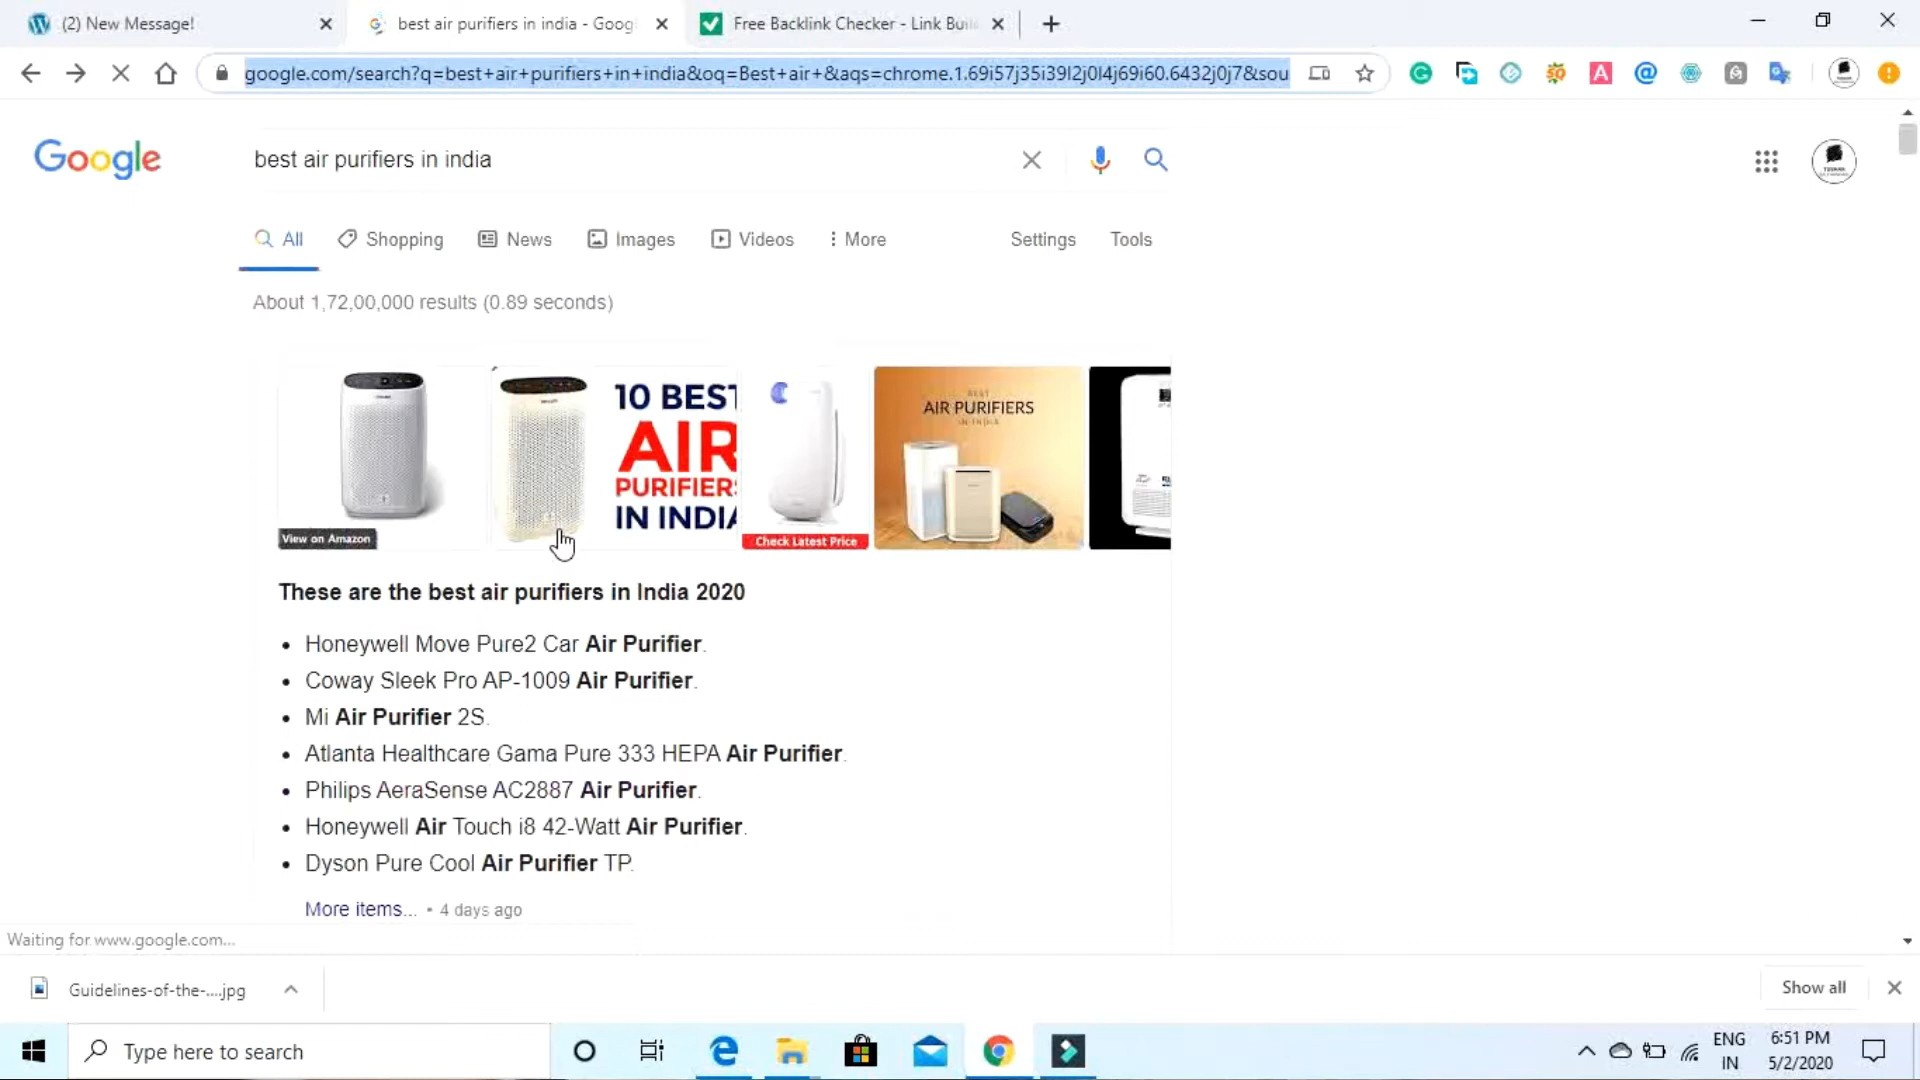 (2) New Message!
best air purifiers in india - Goog
Free Backlink Checker - Link Buil
google.com/search?q=best+air+purifiers+in+india&oq=Best+air+&aqs=chrome.1.69i57j35i39l2j0l4j69i60.6432j0j7&sou
Google
best air purifiers in india
All
Shopping
News
Images
Videos
More
Settings
Tools
About 1,72,00,000 results (0.89 seconds)
View on Amazon
10 BEST
AIR
PURIFIERS
IN INDIA
Check Latest Price
BEST
AIR PURIFIERS
IN INDIA
These are the best air purifiers in India 2020
Honeywell Move Pure2 Car Air Purifier.
Coway Sleek Pro AP-1009 Air Purifier.
Mi Air Purifier 2S.
Atlanta Healthcare Gama Pure 333 HEPA Air Purifier.
Philips AeraSense AC2887 Air Purifier.
Honeywell Air Touch i8 42-Watt Air Purifier.
Dyson Pure Cool Air Purifier TP.
More items... • 4 days ago
Waiting for www.google.com...
Guidelines-of-the-....jpg
Show all
Type here to search
ENG
IN
6:51 PM
5/2/2020